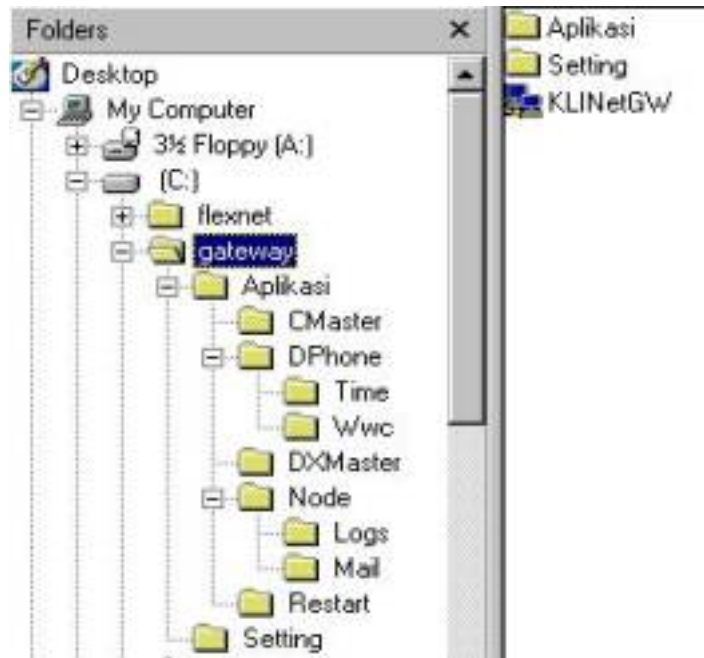 Folders
Desktop
My Computer
3½ Floppy (A:)
(C:)
flexnet
gateway
Aplikasi
CMaster
DPhone
Time
Wwc
DXMaster
Node
Logs
Mail
Restart
Setting
Aplikasi
Setting
KLINetGW